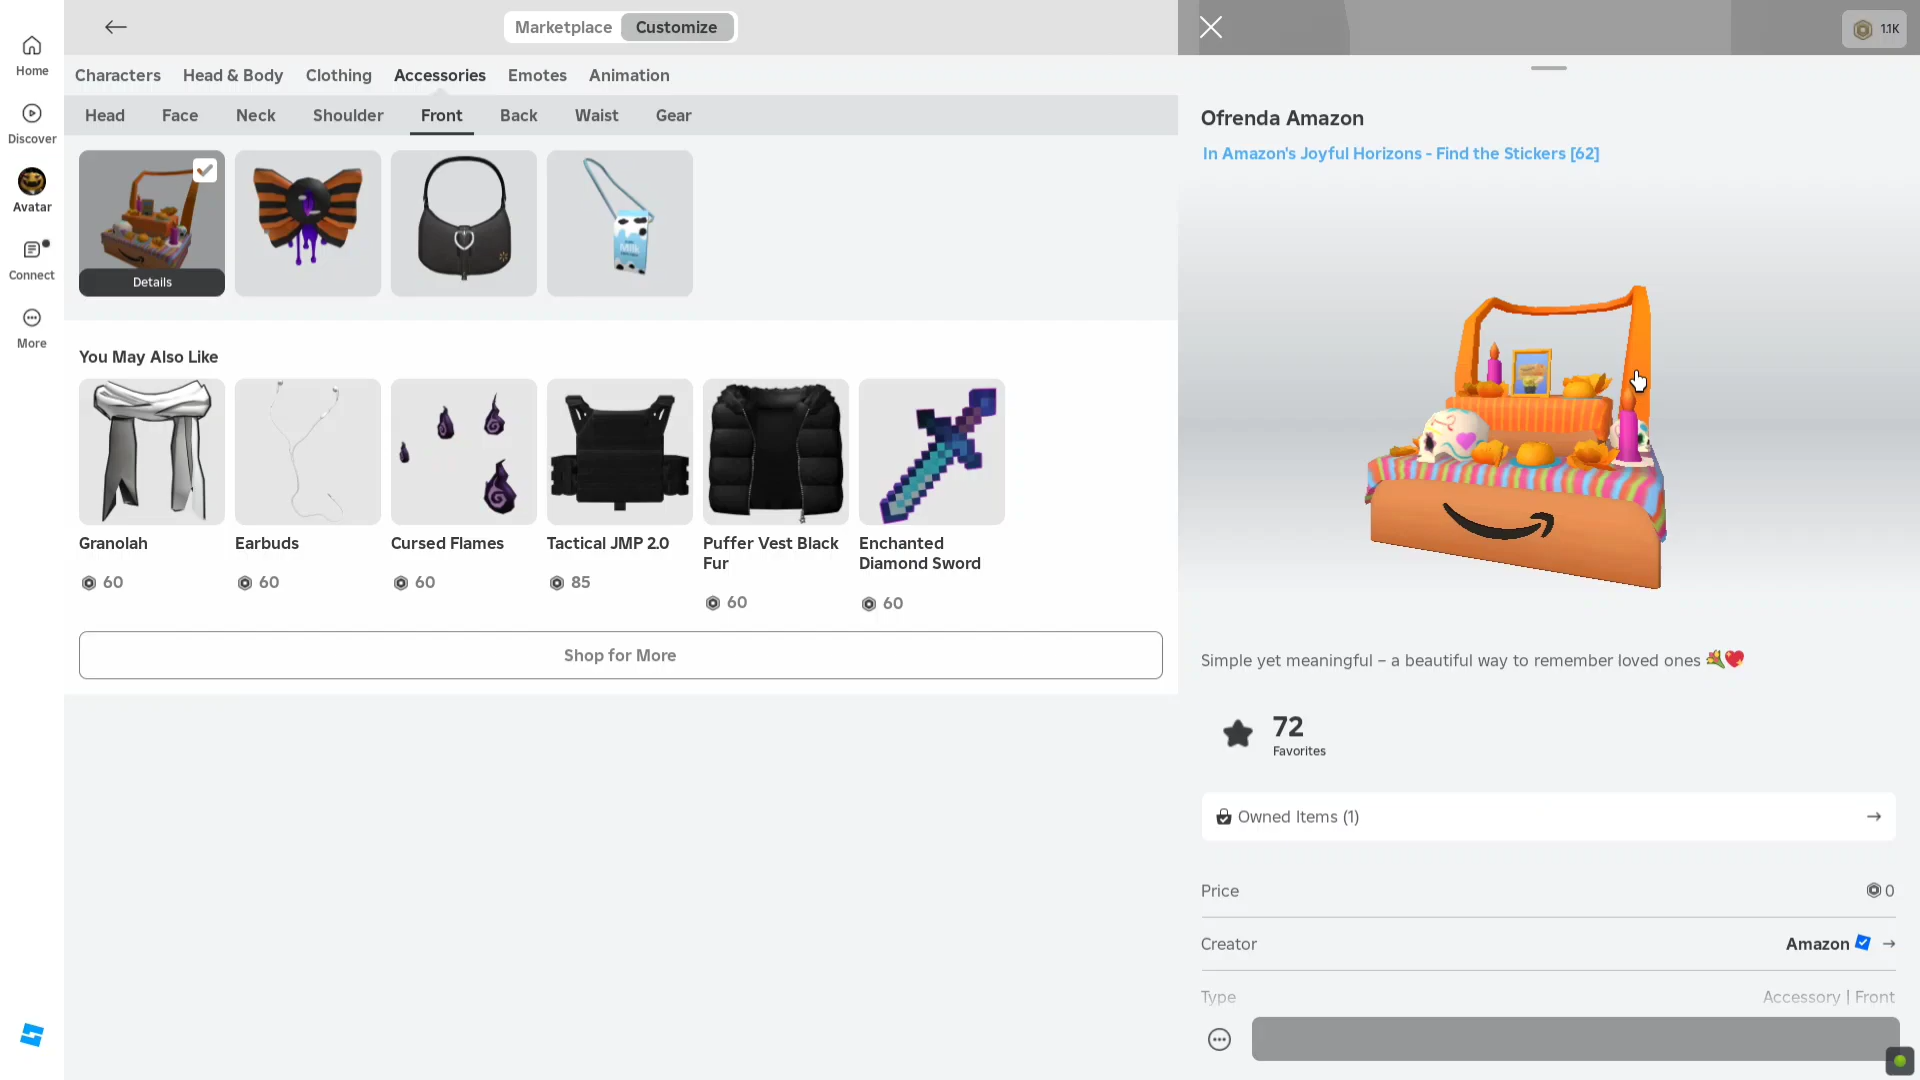 Marketplace
Customize
1.1K
Home
Discover
Avatar
Connect
More
Characters
Head & Body
Clothing
Accessories
Emotes
Animation
Head
Face
Neck
Shoulder
Front
Back
Waist
Gear
Details
Milk
You May Also Like
Granolah
60
Earbuds
60
Cursed Flames
60
Tactical JMP 2.0
85
Puffer Vest Black
Fur
60
Enchanted
Diamond Sword
60
Shop for More
Ofrenda Amazon
In Amazon's Joyful Horizons - Find the Stickers [62]
Simple yet meaningful – a beautiful way to remember loved ones 💐💖
72
Favorites
Owned Items (1)
Price
0
Creator
Amazon
Type
Accessory | Front